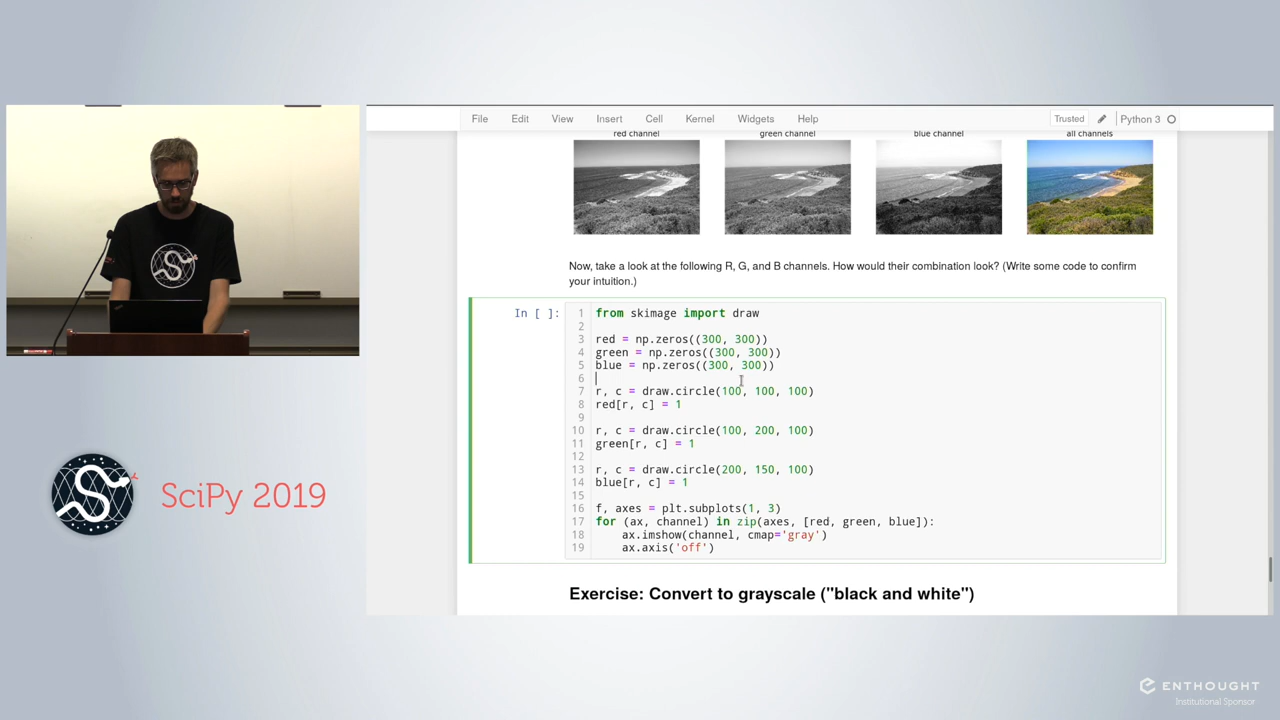 File Edit View Insert Cell Kernel Widgets Help Trusted Python 3
red channel green channel blue channel all channels
Now, take a look at the following R, G, and B channels. How would their combination look? (Write some code to confirm
your intuition.)
In [ ]:
1 from skimage import draw
2
3 red = np.zeros((300, 300))
4 green = np.zeros((300, 300))
5 blue = np.zeros((300, 300))
6
7 r, c = draw.circle(100, 100, 100)
8 red[r, c] = 1
9
10 r, c = draw.circle(100, 200, 100)
11 green[r, c] = 1
12
13 r, c = draw.circle(200, 150, 100)
14 blue[r, c] = 1
15
16 f, axes = plt.subplots(1, 3)
17 for (ax, channel) in zip(axes, [red, green, blue]):
18     ax.imshow(channel, cmap='gray')
19     ax.axis('off')
Exercise: Convert to grayscale ("black and white")
SciPy 2019
ENTHOUGHT
Institutional Sponsor